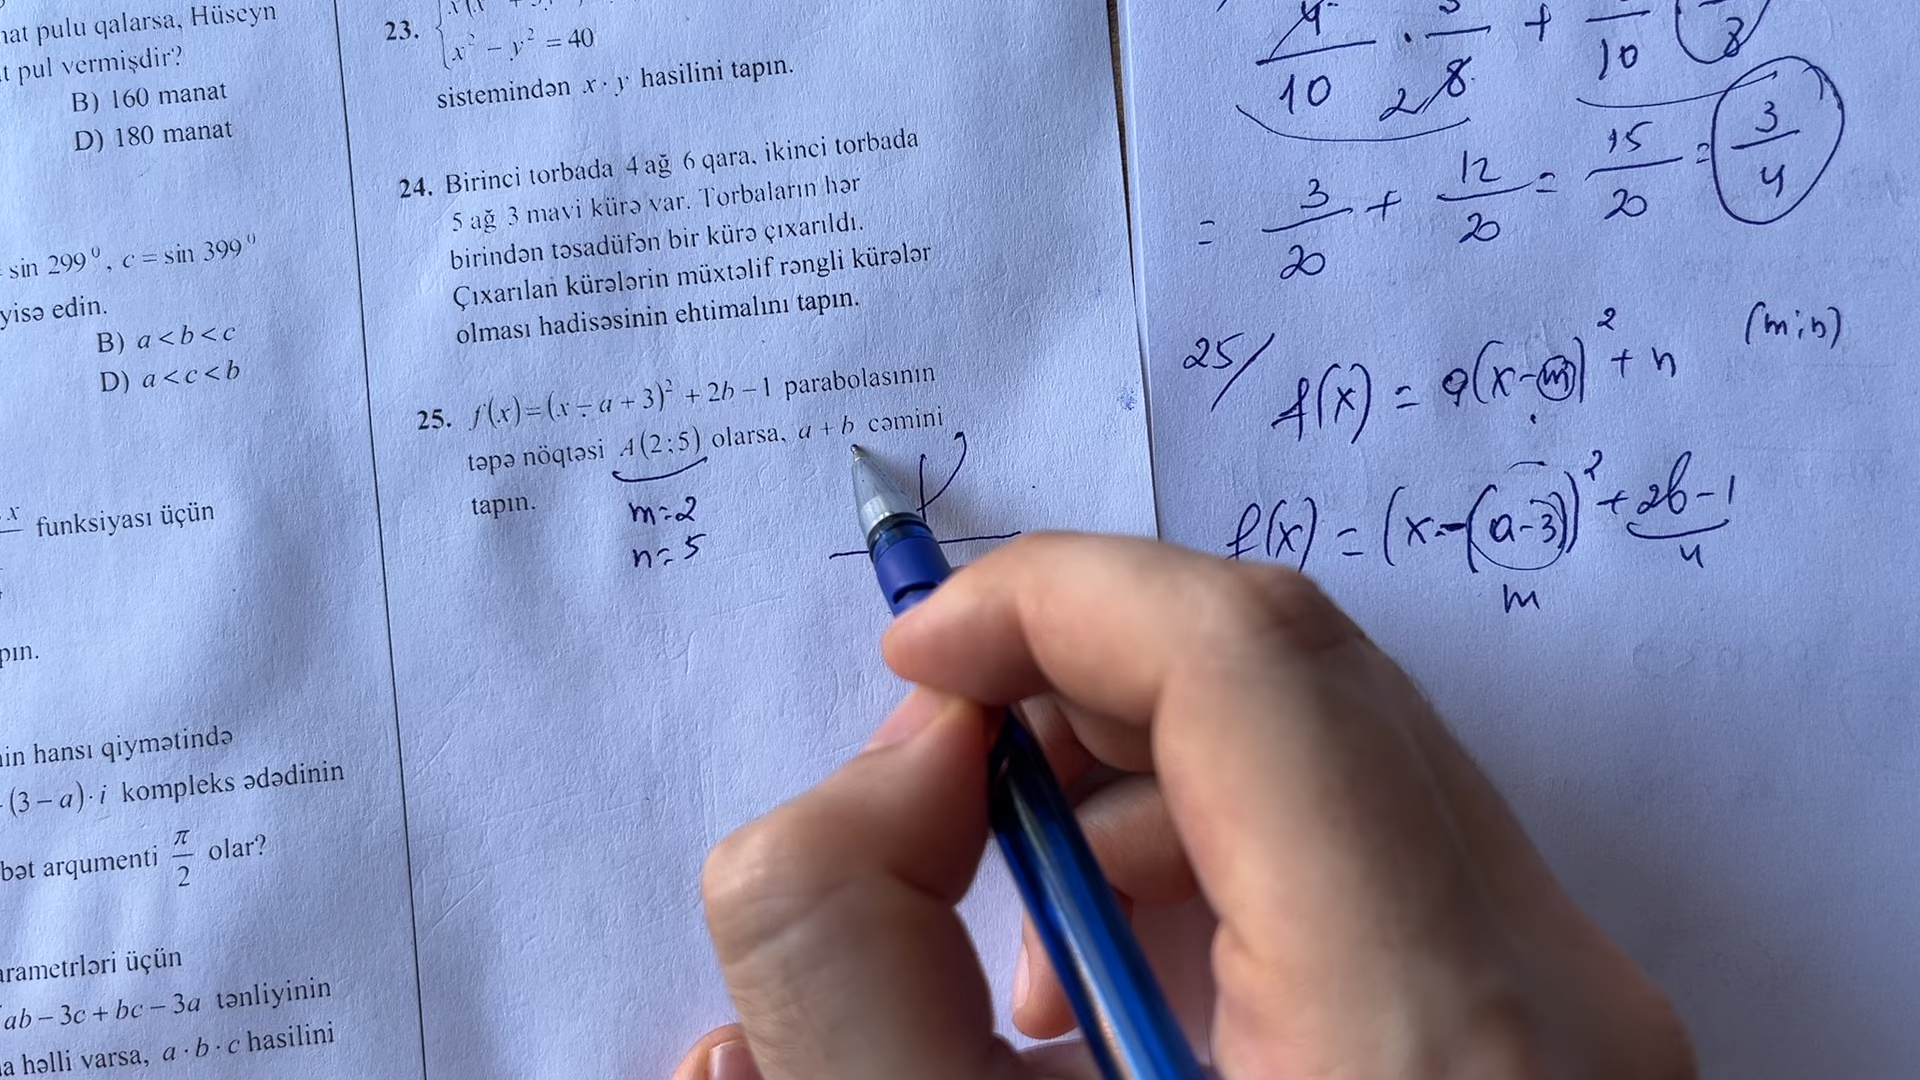 nat pulu qalarsa, Hüseyn
t pul vermişdir?
B) 160 manat
D) 180 manat
sin 299⁰, c = sin 399⁰
yisə edin.
B) a < b < c
D) a < c < b
x funksiyası üçün
pın.
in hansı qiymətində
(3 − a)·i kompleks ədədinin
bət arqumenti π/2 olar?
arametrləri üçün
ab − 3c + bc − 3a tənliyinin
a həlli varsa, a · b · c hasilini
23.
x² − y² = 40
sistemindən x · y hasilini tapın.
24. Birinci torbada 4 ağ 6 qara, ikinci torbada
5 ağ 3 mavi kürə var. Torbaların hər
birindən təsadüfən bir kürə çıxarıldı.
Çıxarılan kürələrin müxtəlif rəngli kürələr
olması hadisəsinin ehtimalını tapın.
25. f(x) = (x − a + 3)² + 2b − 1 parabolasının
təpə nöqtəsi A(2;5) olarsa, a + b cəmini
tapın.
m=2
n=5
4/10 · /8 + /10
2
= 3/20 + 12/20 = 15/20 = 3/4
25/ f(x) = a(x−m)² + n (m;n)
f(x) = (x−(a−3))² + 2b−1
m